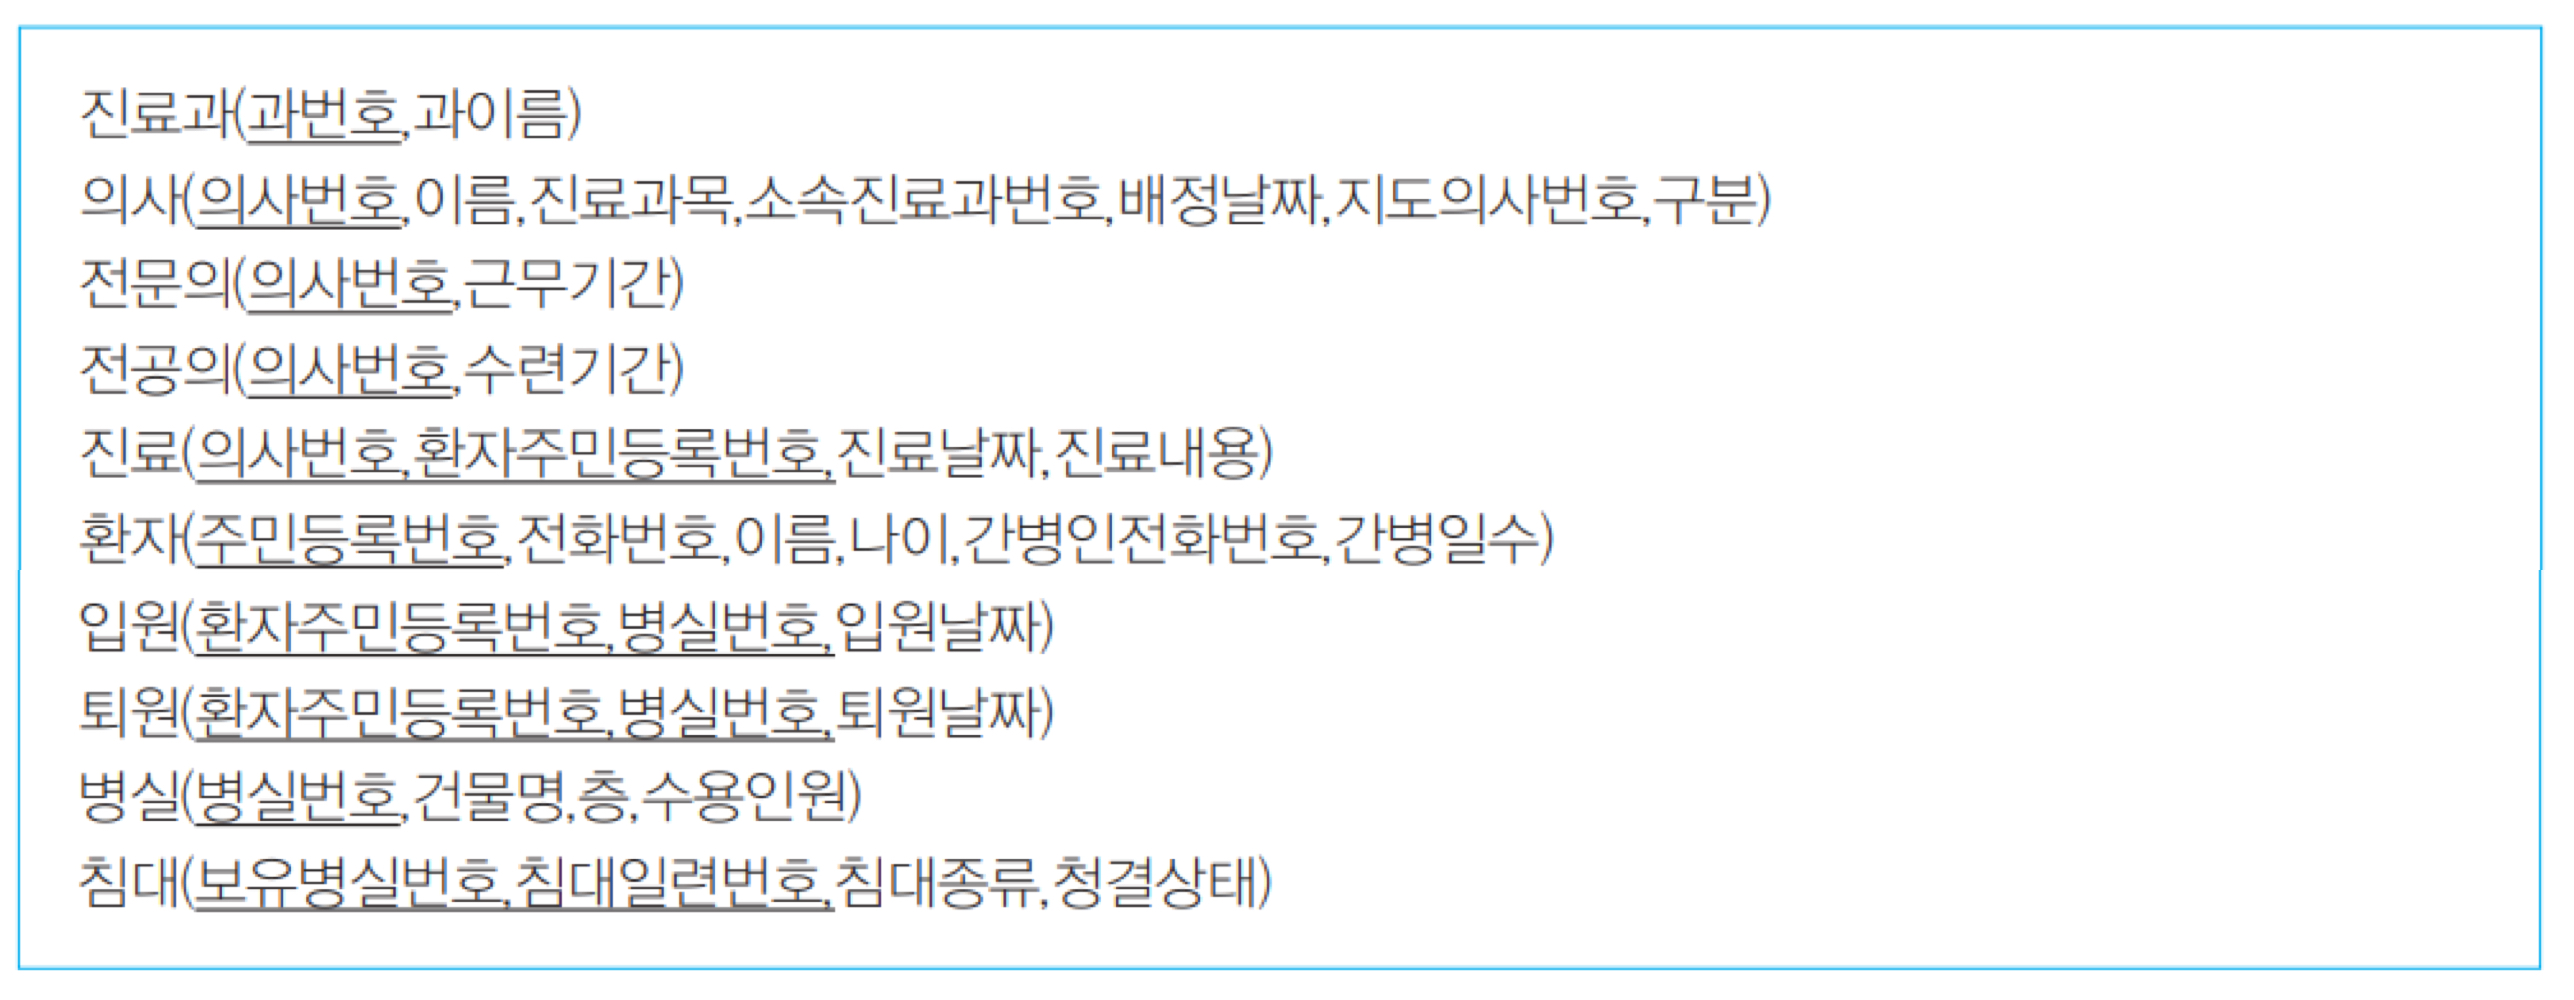 진료과(과번호,과이름)
의사(의사번호,이름,진료과목,소속진료과번호,배정날짜,지도의사번호,구분)
전문의(의사번호,근무기간)
전공의(의사번호,수련기간)
진료(의사번호,환자주민등록번호,진료날짜,진료내용)
환자(주민등록번호,전화번호,이름,나이,간병인전화번호,간병일수)
입원(환자주민등록번호,병실번호,입원날짜)
퇴원(환자주민등록번호,병실번호,퇴원날짜)
병실(병실번호,건물명,층,수용인원)
침대(보유병실번호,침대일련번호,침대종류,청결상태)